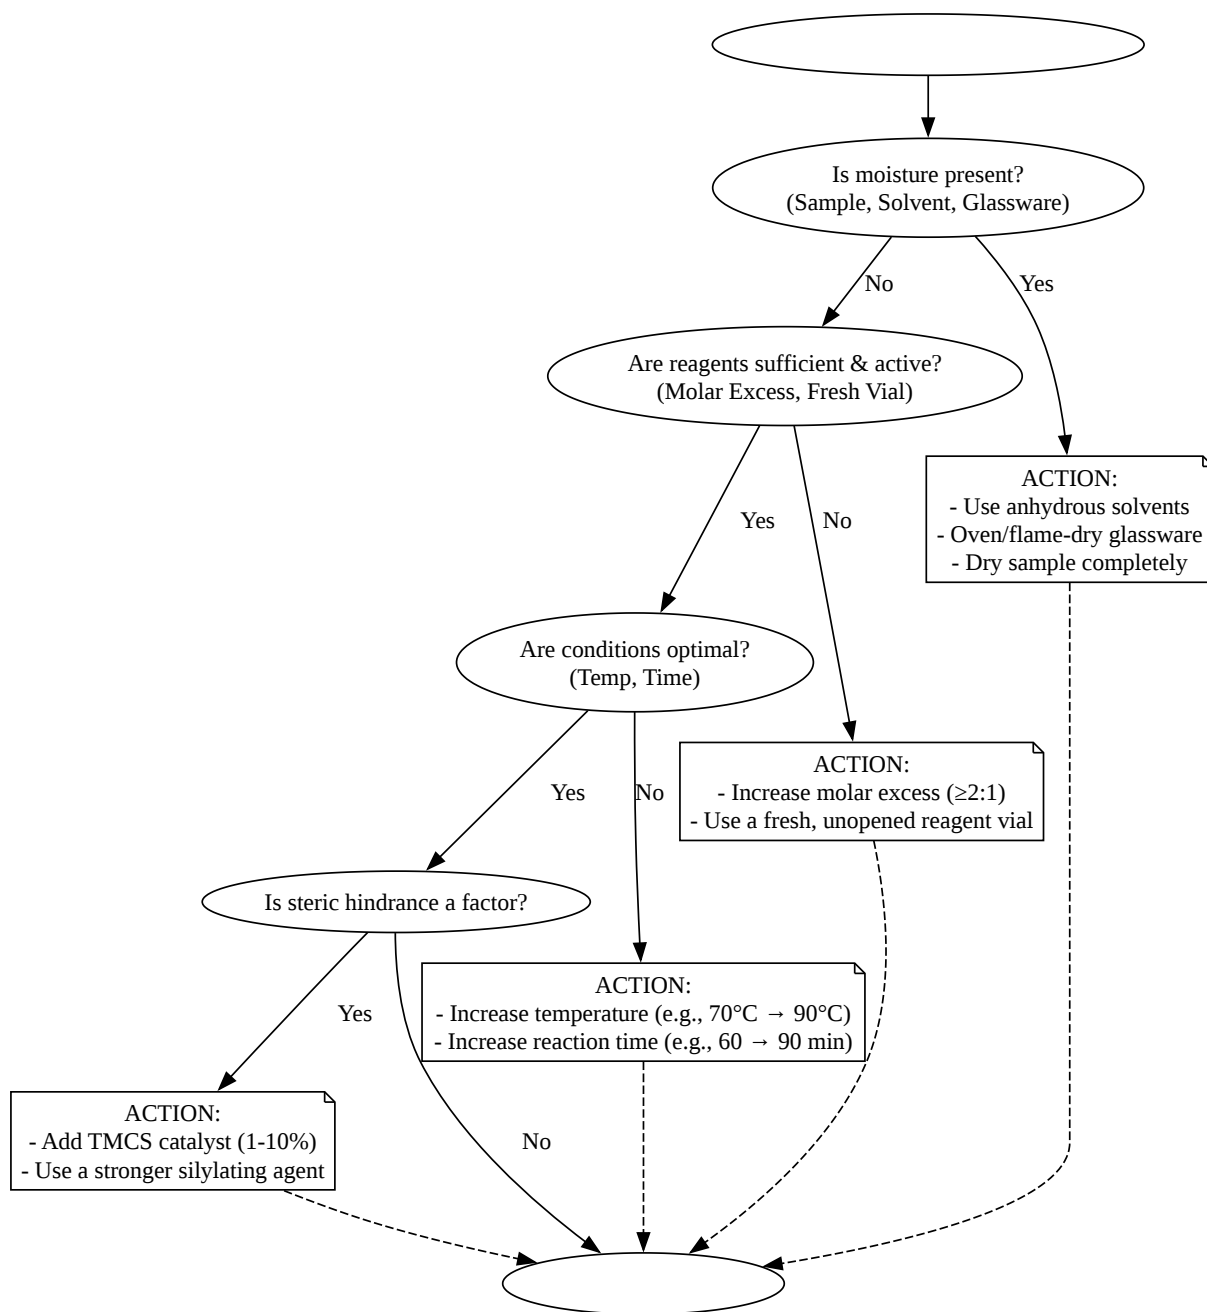 Is moisture present?
(Sample, Solvent, Glassware)
No
Yes
Are reagents sufficient & active?
(Molar Excess, Fresh Vial)
ACTION:
- Use anhydrous solvents
- Oven/flame-dry glassware
- Dry sample completely
Yes
No
Are conditions optimal?
(Temp, Time)
ACTION:
- Increase molar excess (≥2:1)
- Use a fresh, unopened reagent vial
Yes
No
Is steric hindrance a factor?
ACTION:
- Increase temperature (e.g., 70°C → 90°C)
- Increase reaction time (e.g., 60 → 90 min)
Yes
No
ACTION:
- Add TMCS catalyst (1-10%)
- Use a stronger silylating agent